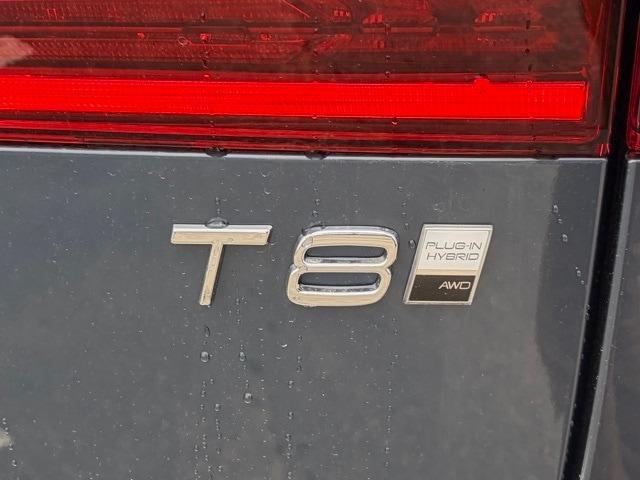 T8
PLUG-IN
HYBRID
AWD